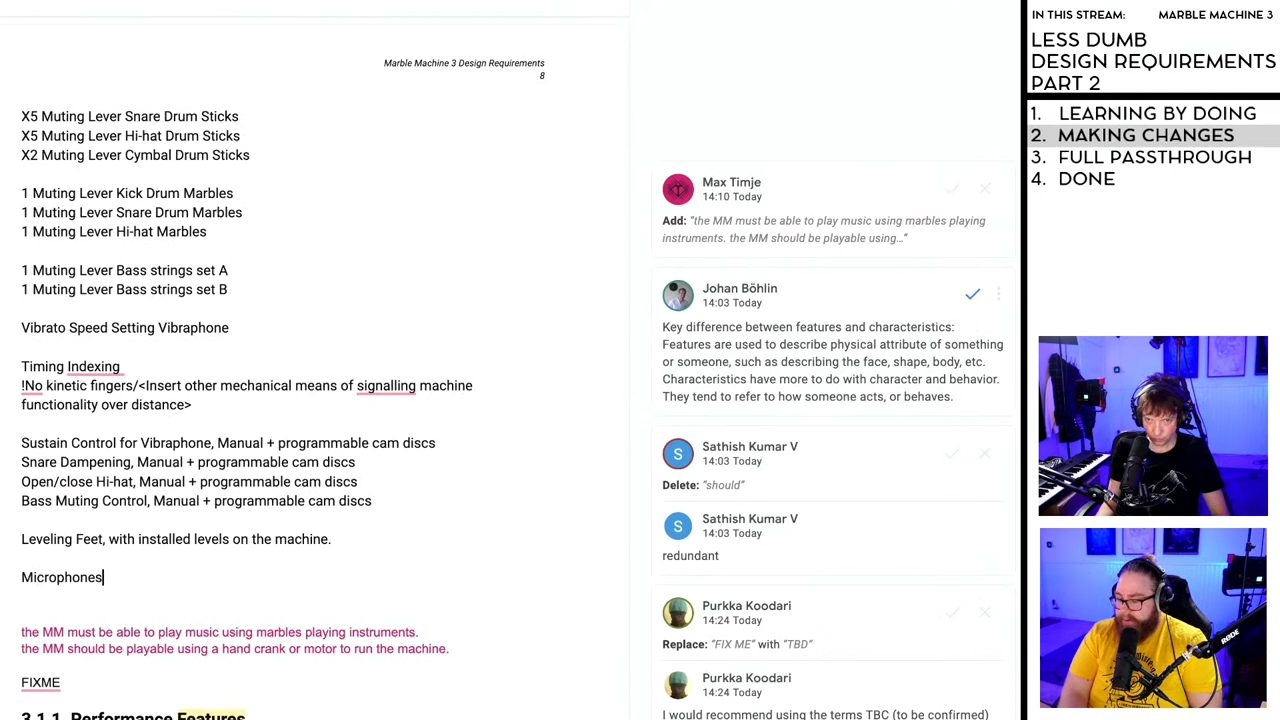 Marble Machine 3 Design Requirements
8
X5 Muting Lever Snare Drum Sticks
X5 Muting Lever Hi-hat Drum Sticks
X2 Muting Lever Cymbal Drum Sticks
1 Muting Lever Kick Drum Marbles
1 Muting Lever Snare Drum Marbles
1 Muting Lever Hi-hat Marbles
1 Muting Lever Bass strings set A
1 Muting Lever Bass strings set B
Vibrato Speed Setting Vibraphone
Timing Indexing
!No kinetic fingers/<Insert other mechanical means of signalling machine
functionality over distance>
Sustain Control for Vibraphone, Manual + programmable cam discs
Snare Dampening, Manual + programmable cam discs
Open/close Hi-hat, Manual + programmable cam discs
Bass Muting Control, Manual + programmable cam discs
Leveling Feet, with installed levels on the machine.
Microphones
the MM must be able to play music using marbles playing instruments.
the MM should be playable using a hand crank or motor to run the machine.
FIXME
3.1.1 Performance Features
Max Timje
14:10 Today
Add: “the MM must be able to play music using marbles playing
instruments. the MM should be playable using…”
Johan Böhlin
14:03 Today
Key difference between features and characteristics:
Features are used to describe physical attribute of something
or someone, such as describing the face, shape, body, etc.
Characteristics have more to do with character and behavior.
They tend to refer to how someone acts, or behaves.
S
Sathish Kumar V
14:03 Today
Delete: “should”
S
Sathish Kumar V
14:03 Today
redundant
Purkka Koodari
14:24 Today
Replace: “FIX ME” with “TBD”
Purkka Koodari
14:24 Today
I would recommend using the terms TBC (to be confirmed)
IN THIS STREAM: MARBLE MACHINE 3
LESS DUMB
DESIGN REQUIREMENTS
PART 2
1. LEARNING BY DOING
2. MAKING CHANGES
3. FULL PASSTHROUGH
4. DONE
RØDE